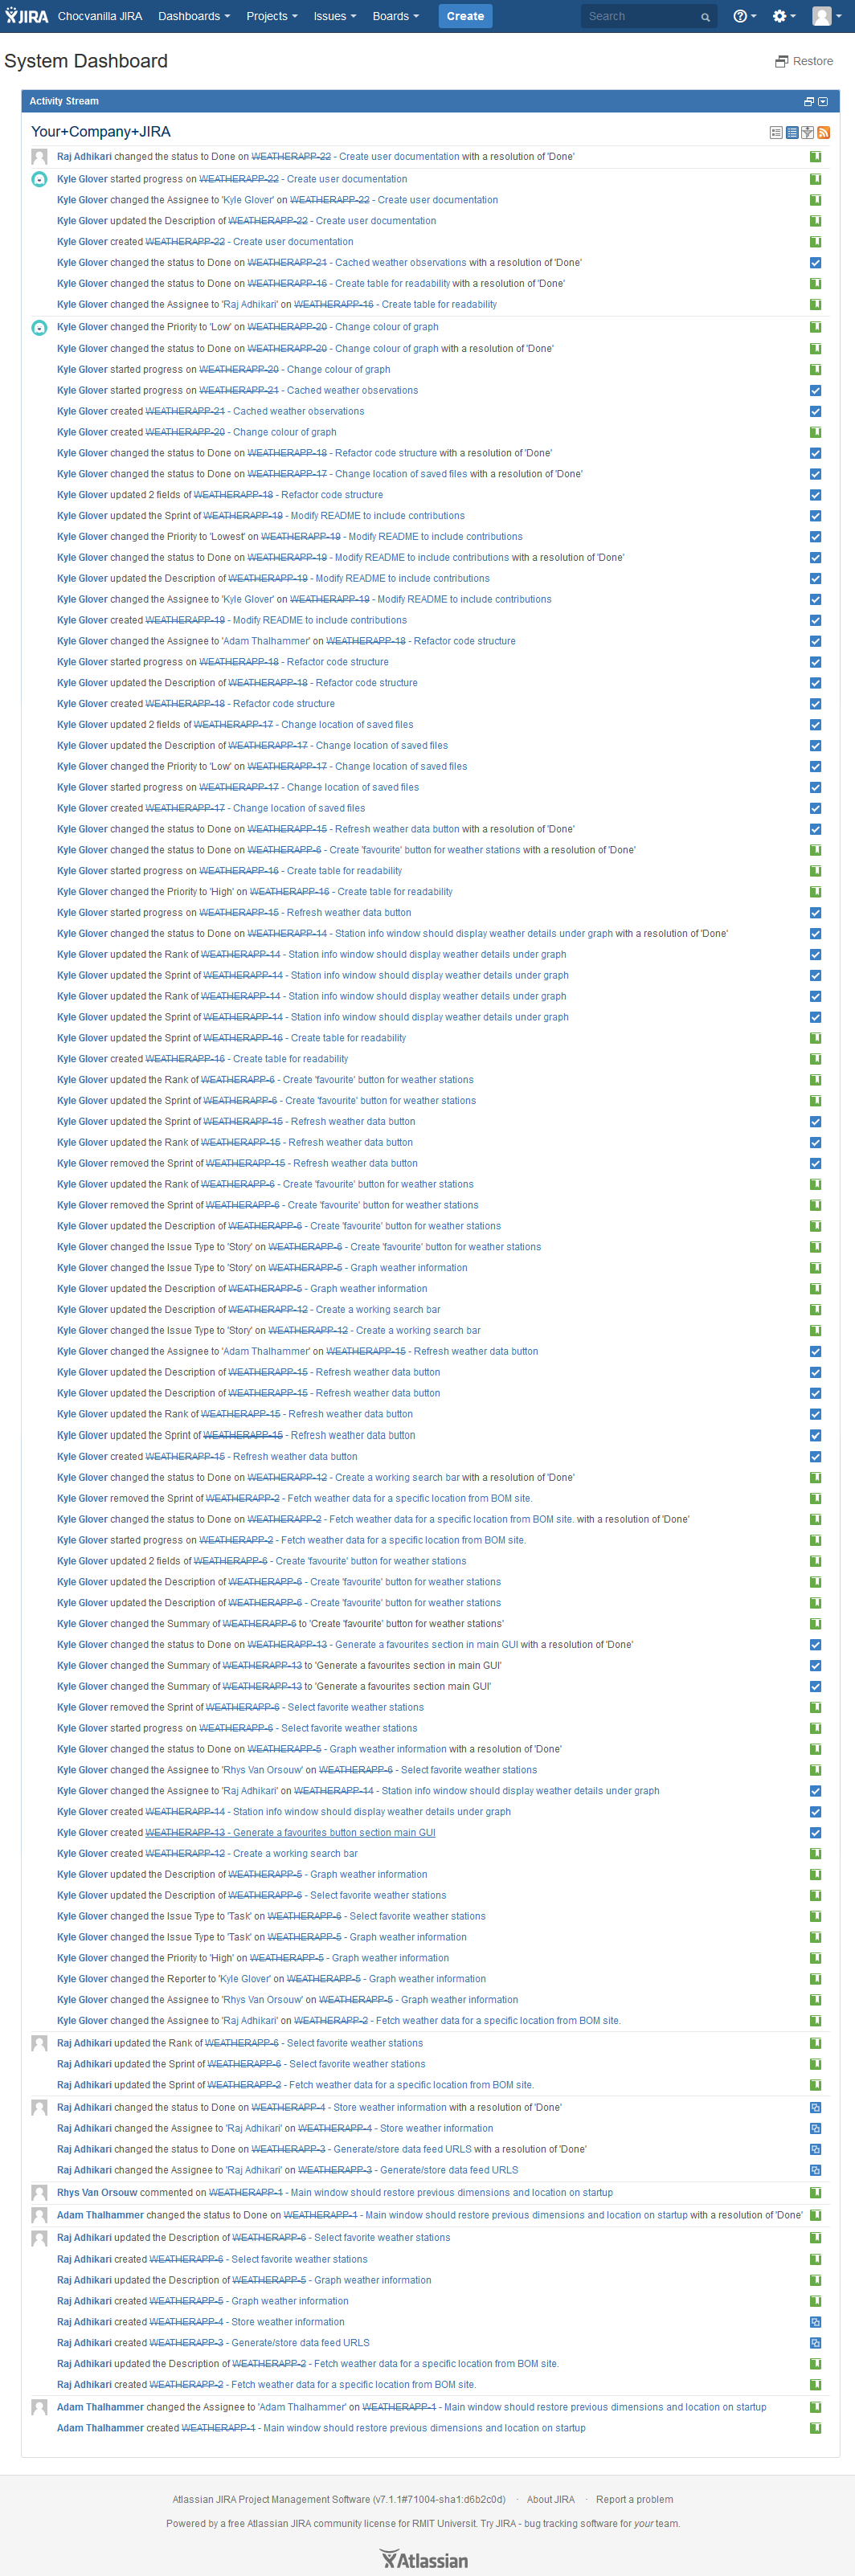 JIRA Chocvanilla JIRA Dashboards Projects Issues Boards Create Search
System Dashboard Restore
Activity Stream
Your+Company+JIRA
Raj Adhikari changed the status to Done on WEATHERAPP-22 - Create user documentation with a resolution of 'Done'
Kyle Glover started progress on WEATHERAPP-22 - Create user documentation
Kyle Glover changed the Assignee to 'Kyle Glover' on WEATHERAPP-22 - Create user documentation
Kyle Glover updated the Description of WEATHERAPP-22 - Create user documentation
Kyle Glover created WEATHERAPP-22 - Create user documentation
Kyle Glover changed the status to Done on WEATHERAPP-21 - Cached weather observations with a resolution of 'Done'
Kyle Glover changed the status to Done on WEATHERAPP-16 - Create table for readability with a resolution of 'Done'
Kyle Glover changed the Assignee to 'Raj Adhikari' on WEATHERAPP-16 - Create table for readability
Kyle Glover changed the Priority to 'Low' on WEATHERAPP-20 - Change colour of graph
Kyle Glover changed the status to Done on WEATHERAPP-20 - Change colour of graph with a resolution of 'Done'
Kyle Glover started progress on WEATHERAPP-20 - Change colour of graph
Kyle Glover started progress on WEATHERAPP-21 - Cached weather observations
Kyle Glover created WEATHERAPP-21 - Cached weather observations
Kyle Glover created WEATHERAPP-20 - Change colour of graph
Kyle Glover changed the status to Done on WEATHERAPP-18 - Refactor code structure with a resolution of 'Done'
Kyle Glover changed the status to Done on WEATHERAPP-17 - Change location of saved files with a resolution of 'Done'
Kyle Glover updated 2 fields of WEATHERAPP-18 - Refactor code structure
Kyle Glover updated the Sprint of WEATHERAPP-19 - Modify README to include contributions
Kyle Glover changed the Priority to 'Lowest' on WEATHERAPP-19 - Modify README to include contributions
Kyle Glover changed the status to Done on WEATHERAPP-19 - Modify README to include contributions with a resolution of 'Done'
Kyle Glover updated the Description of WEATHERAPP-19 - Modify README to include contributions
Kyle Glover changed the Assignee to 'Kyle Glover' on WEATHERAPP-19 - Modify README to include contributions
Kyle Glover created WEATHERAPP-19 - Modify README to include contributions
Kyle Glover changed the Assignee to 'Adam Thalhammer' on WEATHERAPP-18 - Refactor code structure
Kyle Glover started progress on WEATHERAPP-18 - Refactor code structure
Kyle Glover updated the Description of WEATHERAPP-18 - Refactor code structure
Kyle Glover created WEATHERAPP-18 - Refactor code structure
Kyle Glover updated 2 fields of WEATHERAPP-17 - Change location of saved files
Kyle Glover updated the Description of WEATHERAPP-17 - Change location of saved files
Kyle Glover changed the Priority to 'Low' on WEATHERAPP-17 - Change location of saved files
Kyle Glover started progress on WEATHERAPP-17 - Change location of saved files
Kyle Glover created WEATHERAPP-17 - Change location of saved files
Kyle Glover changed the status to Done on WEATHERAPP-15 - Refresh weather data button with a resolution of 'Done'
Kyle Glover changed the status to Done on WEATHERAPP-6 - Create 'favourite' button for weather stations with a resolution of 'Done'
Kyle Glover started progress on WEATHERAPP-16 - Create table for readability
Kyle Glover changed the Priority to 'High' on WEATHERAPP-16 - Create table for readability
Kyle Glover started progress on WEATHERAPP-15 - Refresh weather data button
Kyle Glover changed the status to Done on WEATHERAPP-14 - Station info window should display weather details under graph with a resolution of 'Done'
Kyle Glover updated the Rank of WEATHERAPP-14 - Station info window should display weather details under graph
Kyle Glover updated the Sprint of WEATHERAPP-14 - Station info window should display weather details under graph
Kyle Glover updated the Rank of WEATHERAPP-14 - Station info window should display weather details under graph
Kyle Glover updated the Sprint of WEATHERAPP-14 - Station info window should display weather details under graph
Kyle Glover updated the Sprint of WEATHERAPP-16 - Create table for readability
Kyle Glover created WEATHERAPP-16 - Create table for readability
Kyle Glover updated the Rank of WEATHERAPP-6 - Create 'favourite' button for weather stations
Kyle Glover updated the Sprint of WEATHERAPP-6 - Create 'favourite' button for weather stations
Kyle Glover updated the Sprint of WEATHERAPP-15 - Refresh weather data button
Kyle Glover updated the Rank of WEATHERAPP-15 - Refresh weather data button
Kyle Glover removed the Sprint of WEATHERAPP-15 - Refresh weather data button
Kyle Glover updated the Rank of WEATHERAPP-6 - Create 'favourite' button for weather stations
Kyle Glover removed the Sprint of WEATHERAPP-6 - Create 'favourite' button for weather stations
Kyle Glover updated the Description of WEATHERAPP-6 - Create 'favourite' button for weather stations
Kyle Glover changed the Issue Type to 'Story' on WEATHERAPP-6 - Create 'favourite' button for weather stations
Kyle Glover changed the Issue Type to 'Story' on WEATHERAPP-5 - Graph weather information
Kyle Glover updated the Description of WEATHERAPP-5 - Graph weather information
Kyle Glover updated the Description of WEATHERAPP-12 - Create a working search bar
Kyle Glover changed the Issue Type to 'Story' on WEATHERAPP-12 - Create a working search bar
Kyle Glover changed the Assignee to 'Adam Thalhammer' on WEATHERAPP-15 - Refresh weather data button
Kyle Glover updated the Description of WEATHERAPP-15 - Refresh weather data button
Kyle Glover updated the Description of WEATHERAPP-15 - Refresh weather data button
Kyle Glover updated the Rank of WEATHERAPP-15 - Refresh weather data button
Kyle Glover updated the Sprint of WEATHERAPP-15 - Refresh weather data button
Kyle Glover created WEATHERAPP-15 - Refresh weather data button
Kyle Glover changed the status to Done on WEATHERAPP-12 - Create a working search bar with a resolution of 'Done'
Kyle Glover removed the Sprint of WEATHERAPP-2 - Fetch weather data for a specific location from BOM site.
Kyle Glover changed the status to Done on WEATHERAPP-2 - Fetch weather data for a specific location from BOM site. with a resolution of 'Done'
Kyle Glover started progress on WEATHERAPP-2 - Fetch weather data for a specific location from BOM site.
Kyle Glover updated 2 fields of WEATHERAPP-6 - Create 'favourite' button for weather stations
Kyle Glover updated the Description of WEATHERAPP-6 - Create 'favourite' button for weather stations
Kyle Glover updated the Description of WEATHERAPP-6 - Create 'favourite' button for weather stations
Kyle Glover changed the Summary of WEATHERAPP-6 to 'Create 'favourite' button for weather stations'
Kyle Glover changed the status to Done on WEATHERAPP-13 - Generate a favourites section in main GUI with a resolution of 'Done'
Kyle Glover changed the Summary of WEATHERAPP-13 to 'Generate a favourites section in main GUI'
Kyle Glover changed the Summary of WEATHERAPP-13 to 'Generate a favourites section main GUI'
Kyle Glover removed the Sprint of WEATHERAPP-6 - Select favorite weather stations
Kyle Glover started progress on WEATHERAPP-6 - Select favorite weather stations
Kyle Glover changed the status to Done on WEATHERAPP-5 - Graph weather information with a resolution of 'Done'
Kyle Glover changed the Assignee to 'Rhys Van Orsouw' on WEATHERAPP-6 - Select favorite weather stations
Kyle Glover changed the Assignee to 'Raj Adhikari' on WEATHERAPP-14 - Station info window should display weather details under graph
Kyle Glover created WEATHERAPP-14 - Station info window should display weather details under graph
Kyle Glover created WEATHERAPP-13 - Generate a favourites button section main GUI
Kyle Glover created WEATHERAPP-12 - Create a working search bar
Kyle Glover updated the Description of WEATHERAPP-5 - Graph weather information
Kyle Glover updated the Description of WEATHERAPP-6 - Select favorite weather stations
Kyle Glover changed the Issue Type to 'Task' on WEATHERAPP-6 - Select favorite weather stations
Kyle Glover changed the Issue Type to 'Task' on WEATHERAPP-5 - Graph weather information
Kyle Glover changed the Priority to 'High' on WEATHERAPP-5 - Graph weather information
Kyle Glover changed the Reporter to 'Kyle Glover' on WEATHERAPP-5 - Graph weather information
Kyle Glover changed the Assignee to 'Rhys Van Orsouw' on WEATHERAPP-5 - Graph weather information
Kyle Glover changed the Assignee to 'Raj Adhikari' on WEATHERAPP-2 - Fetch weather data for a specific location from BOM site.
Raj Adhikari updated the Rank of WEATHERAPP-6 - Select favorite weather stations
Raj Adhikari updated the Sprint of WEATHERAPP-6 - Select favorite weather stations
Raj Adhikari updated the Sprint of WEATHERAPP-2 - Fetch weather data for a specific location from BOM site.
Raj Adhikari changed the status to Done on WEATHERAPP-4 - Store weather information with a resolution of 'Done'
Raj Adhikari changed the Assignee to 'Raj Adhikari' on WEATHERAPP-4 - Store weather information
Raj Adhikari changed the status to Done on WEATHERAPP-3 - Generate/store data feed URLS with a resolution of 'Done'
Raj Adhikari changed the Assignee to 'Raj Adhikari' on WEATHERAPP-3 - Generate/store data feed URLS
Rhys Van Orsouw commented on WEATHERAPP-1 - Main window should restore previous dimensions and location on startup
Adam Thalhammer changed the status to Done on WEATHERAPP-1 - Main window should restore previous dimensions and location on startup with a resolution of 'Done'
Raj Adhikari updated the Description of WEATHERAPP-6 - Select favorite weather stations
Raj Adhikari created WEATHERAPP-6 - Select favorite weather stations
Raj Adhikari updated the Description of WEATHERAPP-5 - Graph weather information
Raj Adhikari created WEATHERAPP-5 - Graph weather information
Raj Adhikari created WEATHERAPP-4 - Store weather information
Raj Adhikari created WEATHERAPP-3 - Generate/store data feed URLS
Raj Adhikari updated the Description of WEATHERAPP-2 - Fetch weather data for a specific location from BOM site.
Raj Adhikari created WEATHERAPP-2 - Fetch weather data for a specific location from BOM site.
Adam Thalhammer changed the Assignee to 'Adam Thalhammer' on WEATHERAPP-1 - Main window should restore previous dimensions and location on startup
Adam Thalhammer created WEATHERAPP-1 - Main window should restore previous dimensions and location on startup
Atlassian JIRA Project Management Software (v7.1.1#71004-sha1:d6b2c0d) · About JIRA · Report a problem
Powered by a free Atlassian JIRA community license for RMIT Universit. Try JIRA - bug tracking software for your team.
Atlassian